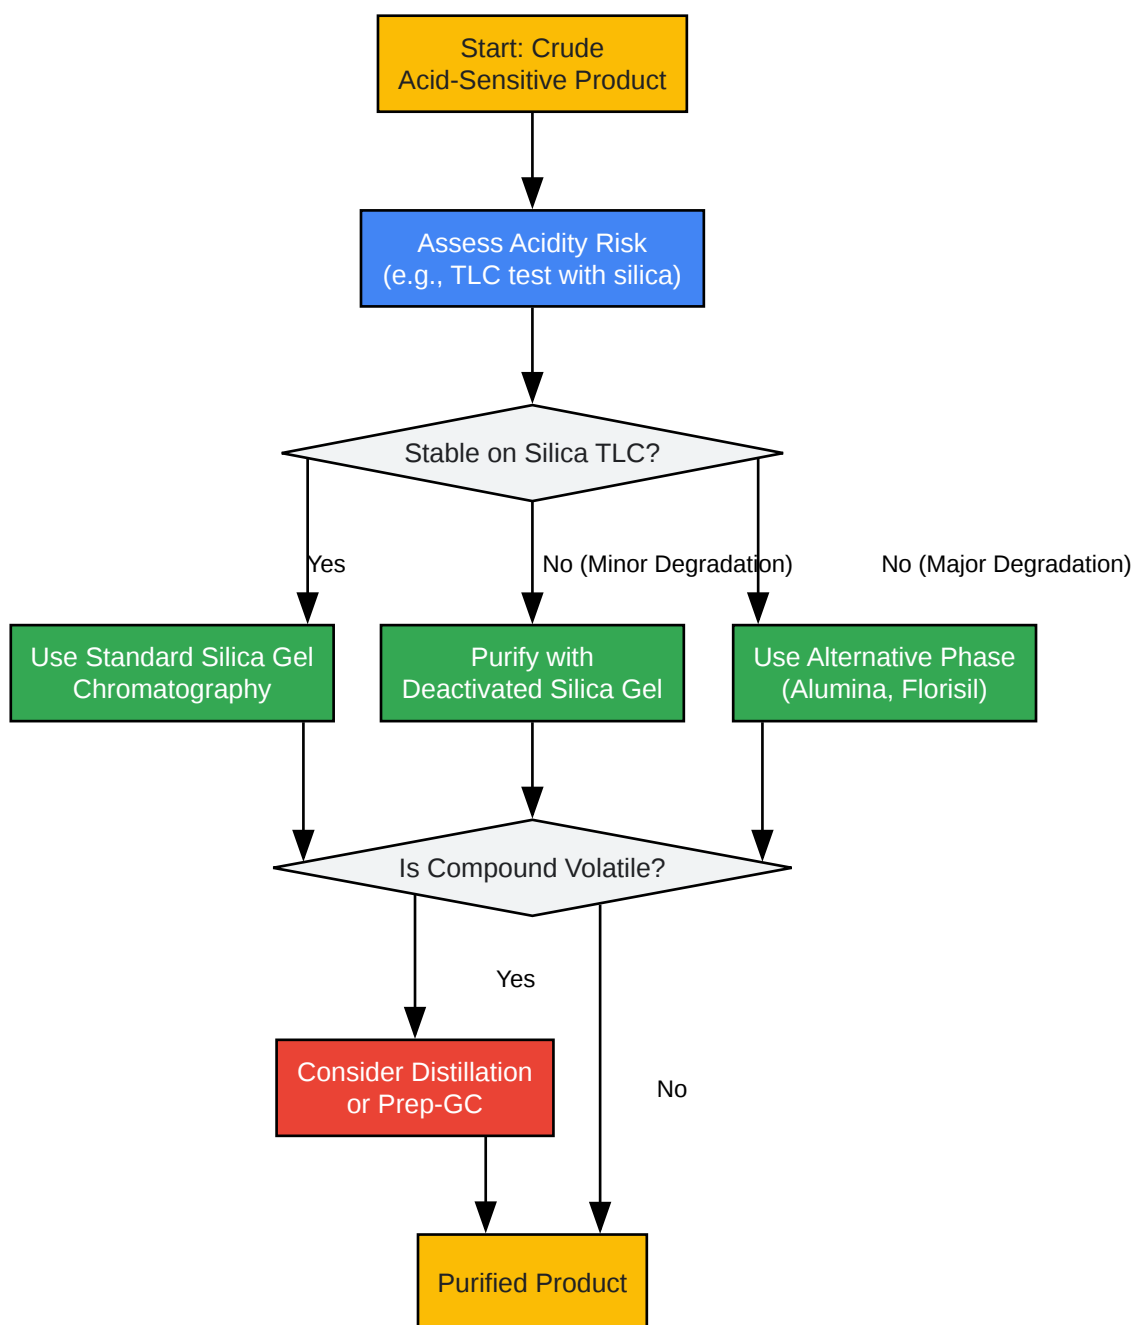 Start: Crude
Acid-Sensitive Product
Assess Acidity Risk
(e.g., TLC test with silica)
Stable on Silica TLC?
Yes
No (Minor Degradation)
No (Major Degradation)
Use Standard Silica Gel
Chromatography
Purify with
Deactivated Silica Gel
Use Alternative Phase
(Alumina, Florisil)
Is Compound Volatile?
Yes
Consider Distillation
or Prep-GC
No
Purified Product